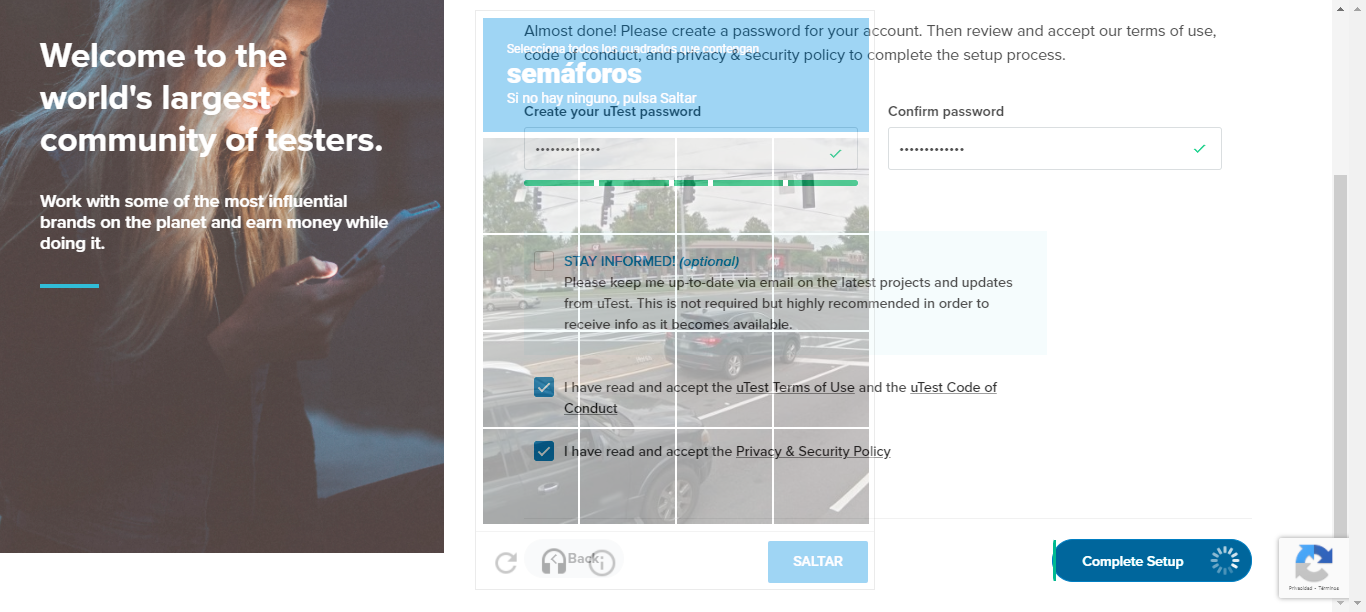 Welcome to the
world's largest
community of testers.
Work with some of the most influential
brands on the planet and earn money while
doing it.
Almost done! Please create a password for your account. Then review and accept our terms of use,
code of conduct, and privacy & security policy to complete the setup process.
Selecciona todos los cuadrados que contengan
semáforos
Si no hay ninguno, pulsa Saltar
Create your uTest password
Confirm password
STAY INFORMED! (optional)
Please keep me up-to-date via email on the latest projects and updates
from uTest. This is not required but highly recommended in order to
receive info as it becomes available.
I have read and accept the uTest Terms of Use and the uTest Code of
Conduct
I have read and accept the Privacy & Security Policy
Back
SALTAR
Complete Setup
Privacidad - Términos